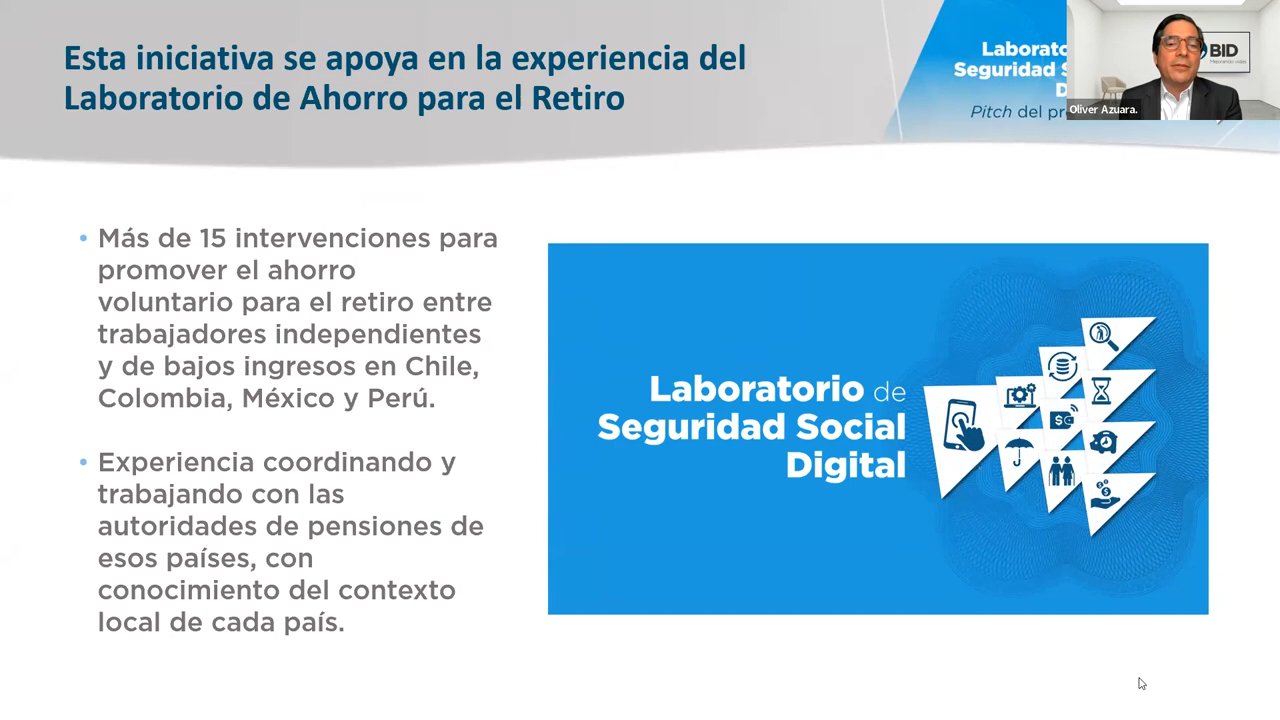 Esta iniciativa se apoya en la experiencia del
Laboratorio de Ahorro para el Retiro
Seguridad
Pitch del
BID
Mejorando vidas
Oliver Azuara.
• Más de 15 intervenciones para
promover el ahorro
voluntario para el retiro entre
trabajadores independientes
y de bajos ingresos en Chile,
Colombia, México y Perú.
• Experiencia coordinando y
trabajando con las
autoridades de pensiones de
esos países, con
conocimiento del contexto
local de cada país.
Laboratorio de
Seguridad Social
Digital